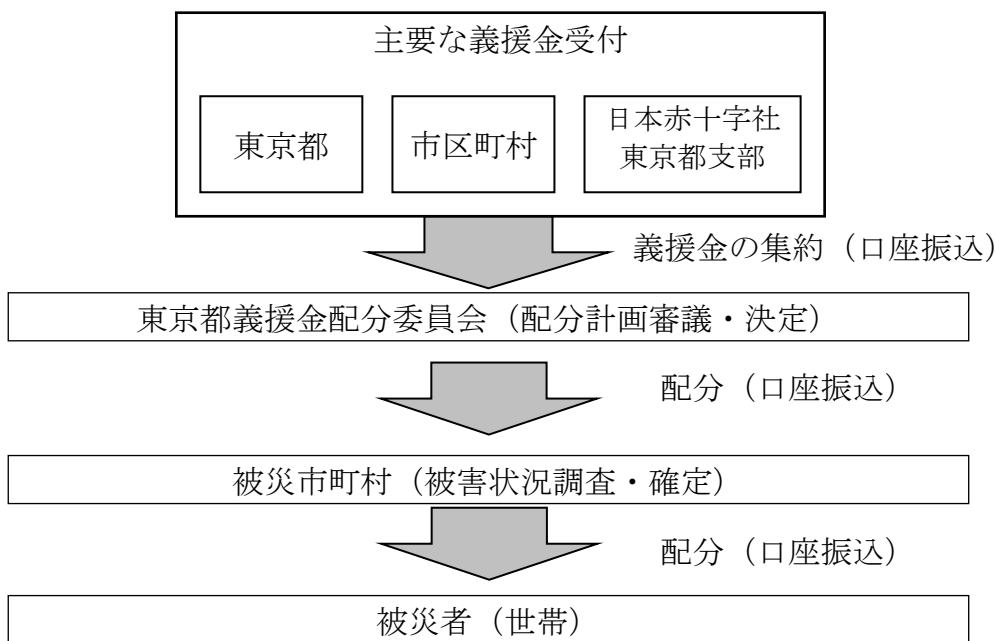 主要な義援金受付
東京都
市区町村
日本赤十字社
東京都支部
義援金の集約（口座振込）
東京都義援金配分委員会（配分計画審議・決定）
配分（口座振込）
被災市町村（被害状況調査・確定）
配分（口座振込）
被災者（世帯）